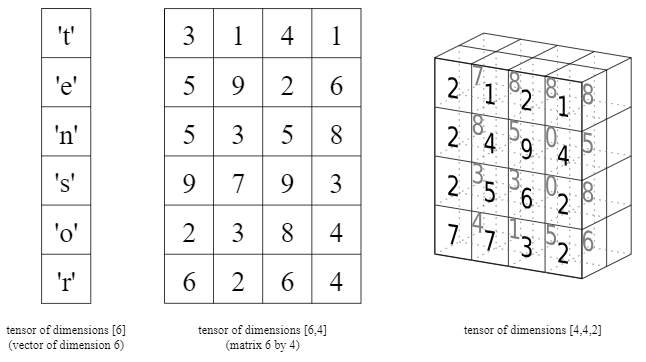 't'
'e'
'n'
's'
'o'
'r'
tensor of dimensions [6]
(vector of dimension 6)
3 1 4 1
5 9 2 6
5 3 5 8
9 7 9 3
2 3 8 4
6 2 6 4
tensor of dimensions [6,4]
(matrix 6 by 4)
2 7 1 8 2 8 1 8
2 8 4 5 9 0 4 5
2 3 5 3 6 0 2 8
7 4 7 1 3 5 2 6
tensor of dimensions [4,4,2]